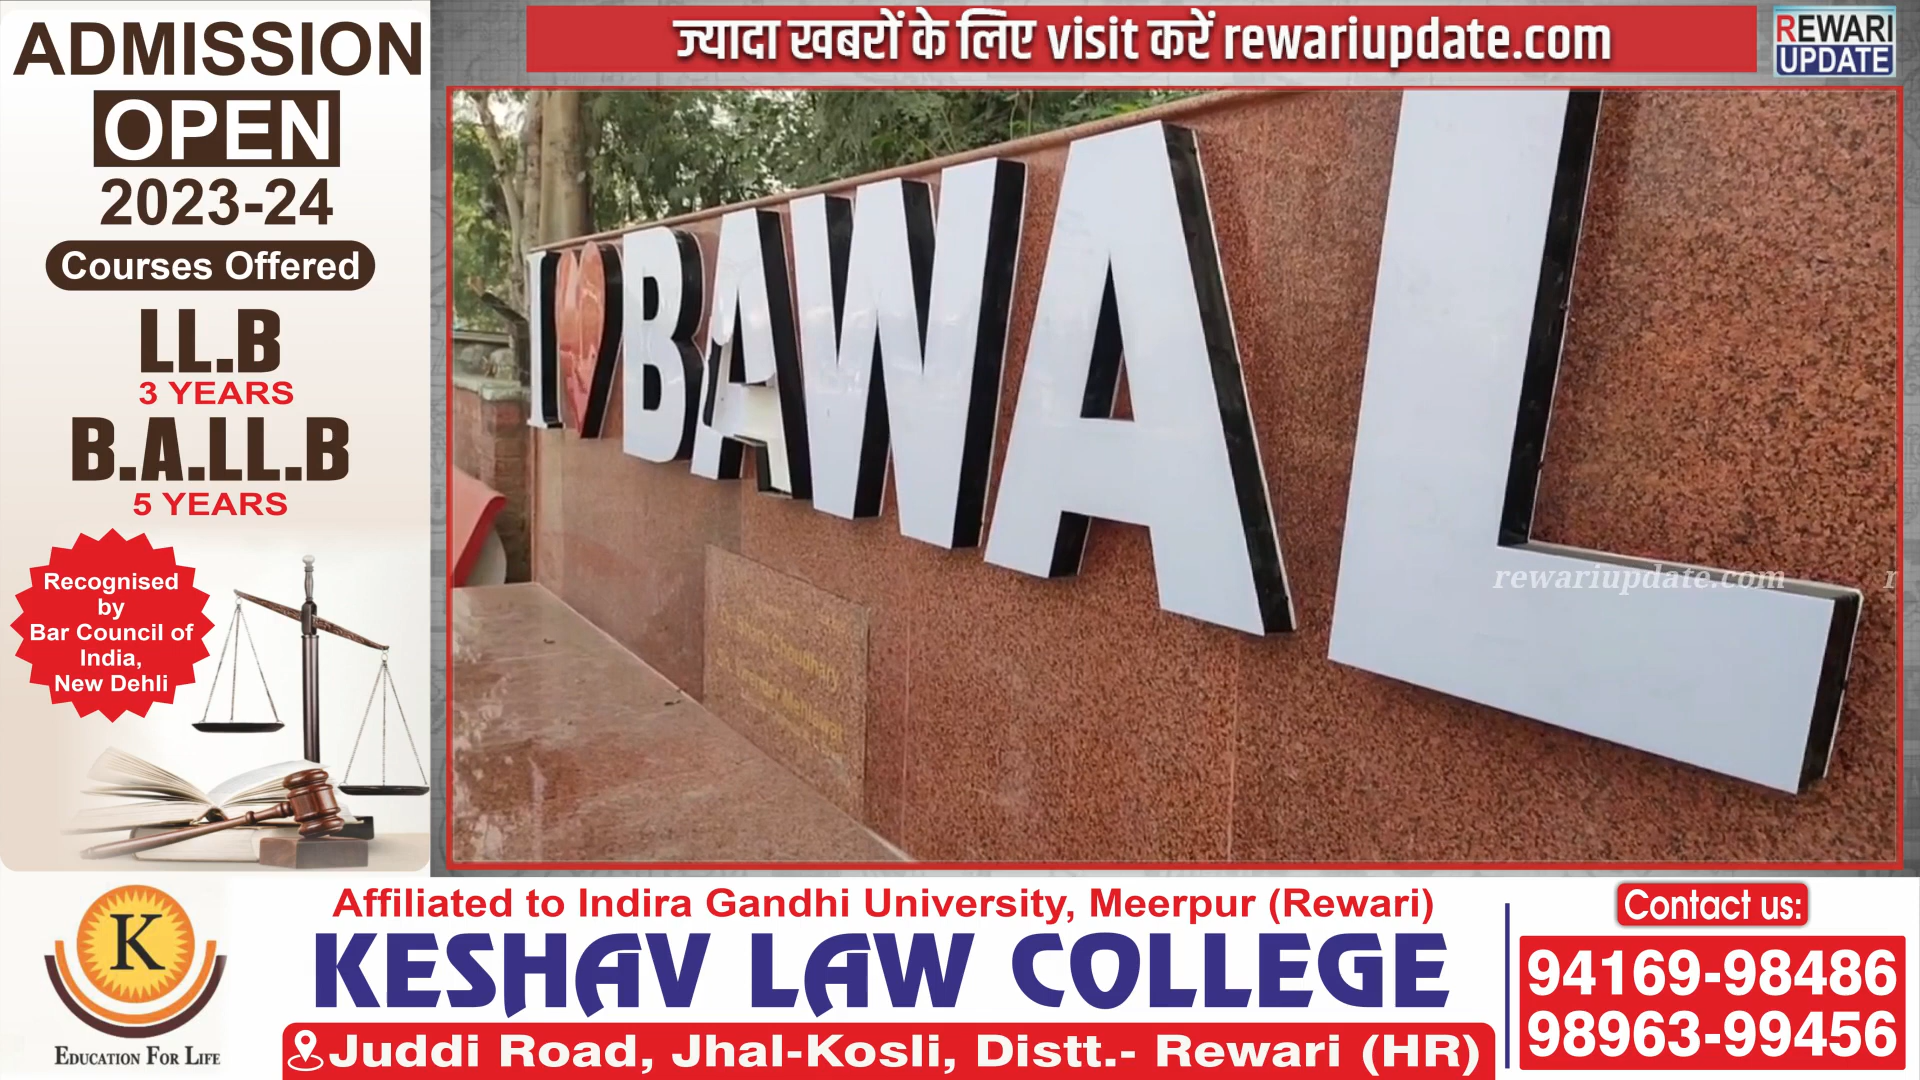 ADMISSION
OPEN
2023-24
Courses Offered
LL.B
3 YEARS
B.A.LL.B
5 YEARS
Recognised
by
Bar Council of
India,
New Dehli
ज्यादा खबरों के लिए visit करें rewariupdate.com
REWARI
UPDATE
I ♥ BAWAL
rewariupdate.com
r
Choudhary
K
EDUCATION FOR LIFE
Affiliated to Indira Gandhi University, Meerpur (Rewari)
KESHAV LAW COLLEGE
Juddi Road, Jhal-Kosli, Distt.- Rewari (HR)
Contact us:
94169-98486
98963-99456